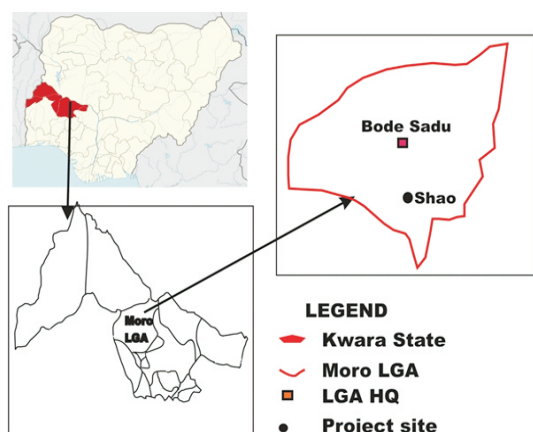 Bode Sadu
Shao
Moro
LGA
LEGEND
Kwara State
Moro LGA
LGA HQ
Project site